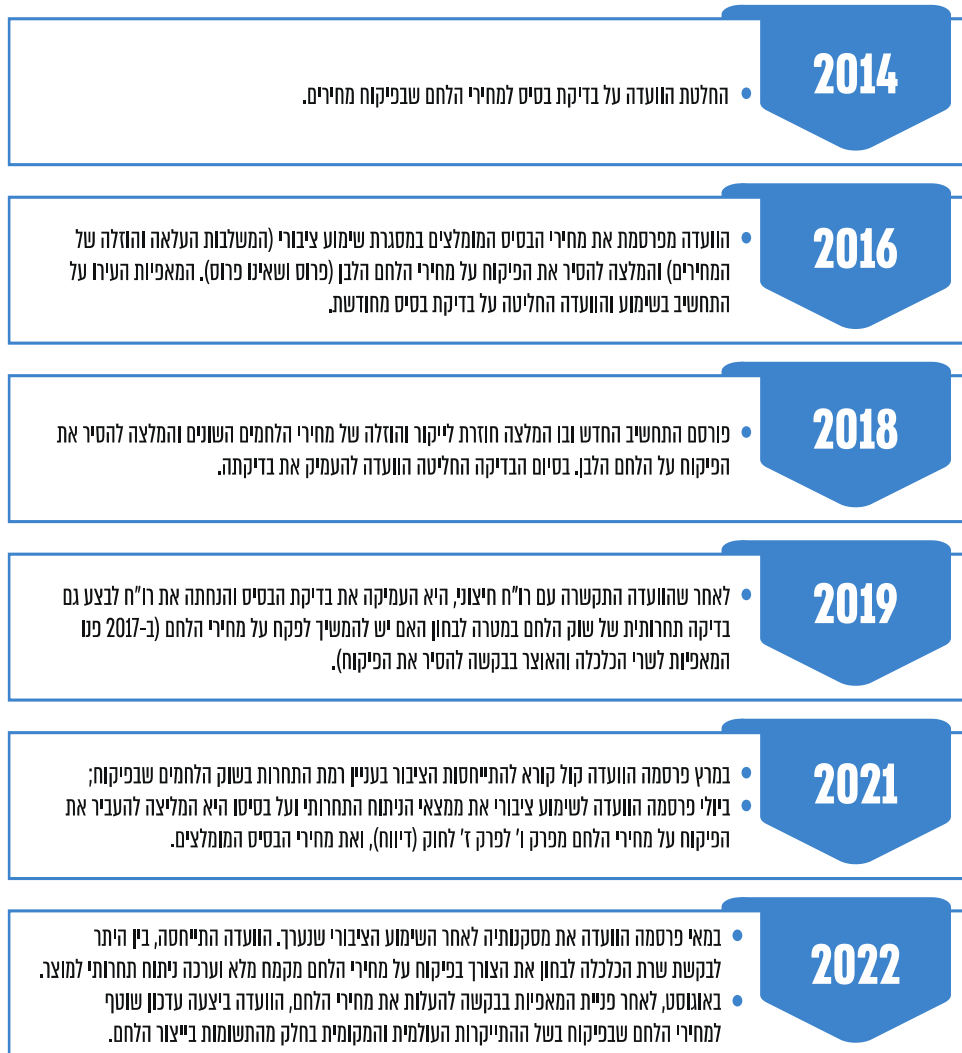 2014
• החלטת הוועדה על בדיקת בסיס למחירי הלחם שבפיקוח מחירים.
2016
• הוועדה מפרסמת את מחירי הבסיס המומלצים במסגרת שימוע ציבורי (המשלבות העלאה והוזלה של
המחירים) והמלצה להסיר את הפיקוח על מחירי הלחם הלבן (פרוס ושאינו פרוס). המאפיות העירו על
התחשיב בשימוע והוועדה החליטה על בדיקת בסיס מחודשת.
2018
• פורסם התחשיב החדש ובו המלצה חוזרת לייקור והוזלה של מחירי הלחמים השונים והמלצה להסיר את
הפיקוח על הלחם הלבן. בסיום הבדיקה החליטה הוועדה להעמיק את בדיקתה.
2019
• לאחר שהוועדה התקשרה עם רו"ח חיצוני, היא העמיקה את בדיקת הבסיס והנחתה את רו"ח לבצע גם
בדיקה תחרותית של שוק הלחם במטרה לבחון האם יש להמשיך לפקח על מחירי הלחם (ב-2017 פנו
המאפיות לשרי הכלכלה והאוצר בבקשה להסיר את הפיקוח).
2021
• במרץ פרסמה הוועדה קול קורא להתייחסות הציבור בעניין רמת התחרות בשוק הלחמים שבפיקוח;
• ביולי פרסמה הוועדה לשימוע ציבורי את ממצאי הניתוח התחרותי ועל בסיסו היא המליצה להעביר את
הפיקוח על מחירי הלחם מפרק ו' לפרק ז' לחוק (דיווח), ואת מחירי הבסיס המומלצים.
2022
• במאי פרסמה הוועדה את מסקנותיה לאחר השימוע הציבורי שנערך. הוועדה התייחסה, בין היתר
לבקשת שרת הכלכלה לבחון את הצורך בפיקוח על מחירי הלחם מקמח מלא וערכה ניתוח תחרותי למוצר.
• באוגוסט, לאחר פניית המאפיות בבקשה להעלות את מחירי הלחם, הוועדה ביצעה עדכון שוטף
למחירי הלחם שבפיקוח בשל ההתייקרות העולמית והמקומית בחלק מהתשומות בייצור הלחם.